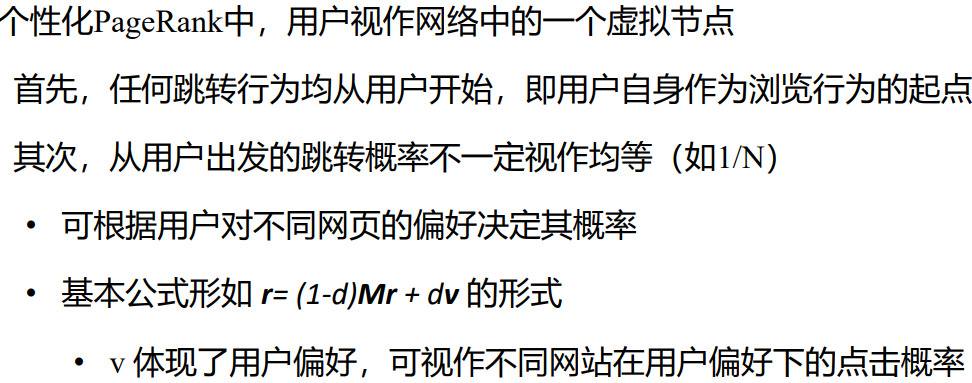 个性化PageRank中，用户视作网络中的一个虚拟节点
首先，任何跳转行为均从用户开始，即用户自身作为浏览行为的起点
其次，从用户出发的跳转概率不一定视作均等（如1/N）
• 可根据用户对不同网页的偏好决定其概率
• 基本公式形如 r= (1-d)Mr + dv 的形式
• v 体现了用户偏好，可视作不同网站在用户偏好下的点击概率